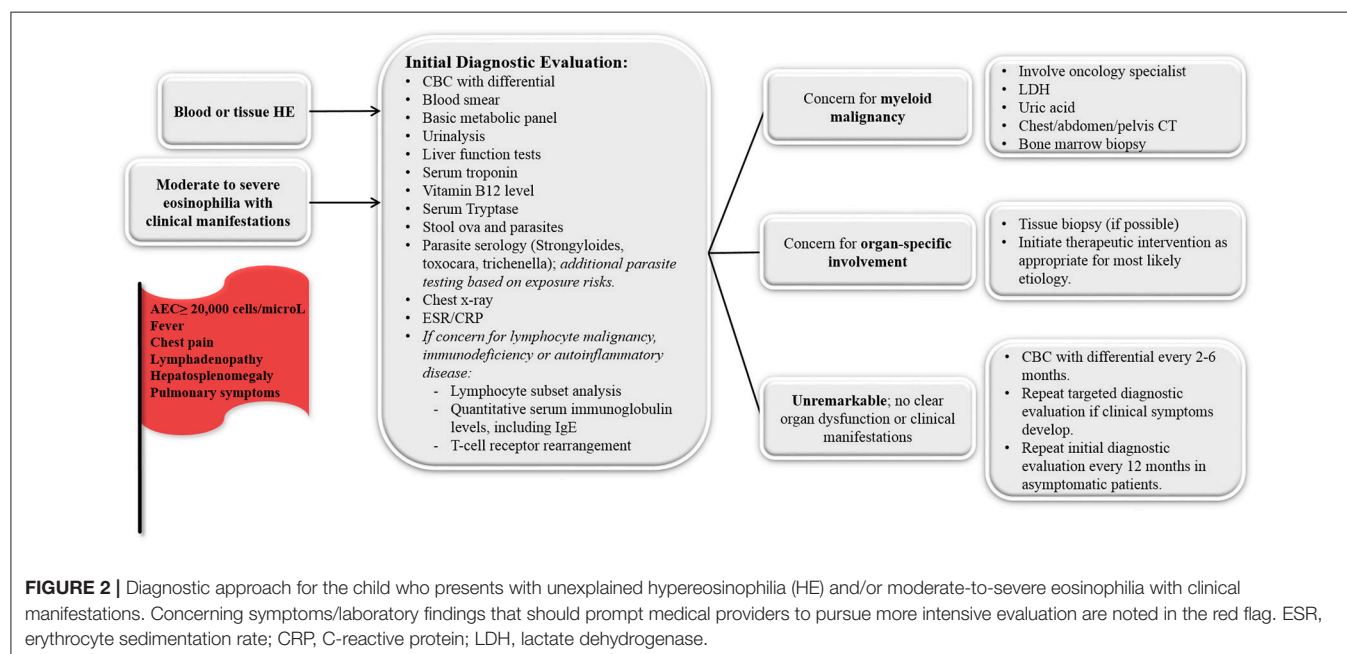 Blood or tissue HE
Moderate to severe
eosinophilia with
clinical manifestations
AEC≥ 20,000 cells/microL
Fever
Chest pain
Lymphadenopathy
Hepatosplenomegaly
Pulmonary symptoms
Initial Diagnostic Evaluation:
• CBC with differential
• Blood smear
• Basic metabolic panel
• Urinalysis
• Liver function tests
• Serum troponin
• Vitamin B12 level
• Serum Tryptase
• Stool ova and parasites
• Parasite serology (Strongyloides,
toxocara, trichenella); additional parasite
testing based on exposure risks.
• Chest x-ray
• ESR/CRP
• If concern for lymphocyte malignancy,
immunodeficiency or autoinflammatory
disease:
- Lymphocyte subset analysis
- Quantitative serum immunoglobulin
levels, including IgE
- T-cell receptor rearrangement
Concern for myeloid
malignancy
• Involve oncology specialist
• LDH
• Uric acid
• Chest/abdomen/pelvis CT
• Bone marrow biopsy
Concern for organ-specific
involvement
• Tissue biopsy (if possible)
• Initiate therapeutic intervention as
appropriate for most likely
etiology.
Unremarkable; no clear
organ dysfunction or clinical
manifestations
• CBC with differential every 2-6
months.
• Repeat targeted diagnostic
evaluation if clinical symptoms
develop.
• Repeat initial diagnostic
evaluation every 12 months in
asymptomatic patients.
FIGURE 2 | Diagnostic approach for the child who presents with unexplained hypereosinophilia (HE) and/or moderate-to-severe eosinophilia with clinical
manifestations. Concerning symptoms/laboratory findings that should prompt medical providers to pursue more intensive evaluation are noted in the red flag. ESR,
erythrocyte sedimentation rate; CRP, C-reactive protein; LDH, lactate dehydrogenase.